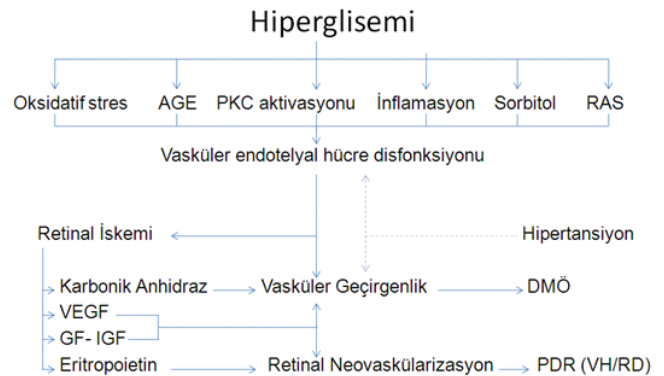 Hiperglisemi
Oksidatif stres AGE PKC aktivasyonu İnflamasyon Sorbitol RAS
Vasküler endotelyal hücre disfonksiyonu
Retinal İskemi Hipertansiyon
Karbonik Anhidraz Vasküler Geçirgenlik DMÖ
VEGF
GF- IGF
Eritropoietin Retinal Neovaskülarizasyon PDR (VH/RD)